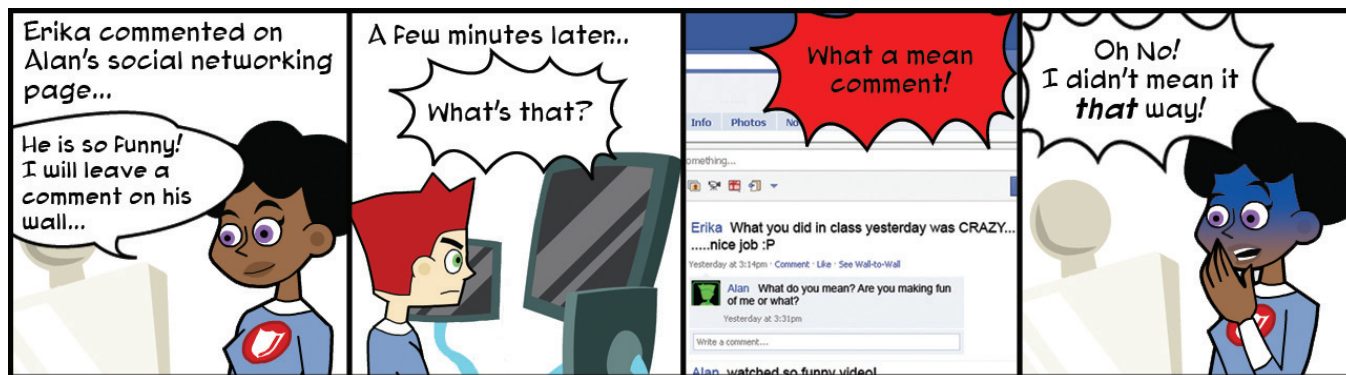 Erika commented on
Alan's social networking
page...
He is so funny!
I will leave a
comment on his
wall...
A few minutes later..
What's that?
What a mean
comment!
Info Photos
omething...
Erika What you did in class yesterday was CRAZY...
.....nice job :P
Yesterday at 3:14pm · Comment · Like · See Wall-to-Wall
Alan What do you mean? Are you making fun
of me or what?
Yesterday at 3:31pm
Write a comment...
Alan watched so funny video!
Oh No!
I didn't mean it
that way!